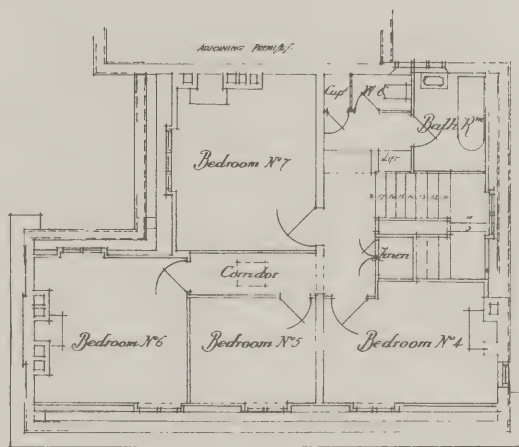 ADJOINING PREMISES
Cup^d
W C
Bath R^m
Bedroom Nº 7
Lift
Linen
Corridor
Bedroom Nº 6
Bedroom Nº 5
Bedroom Nº 4